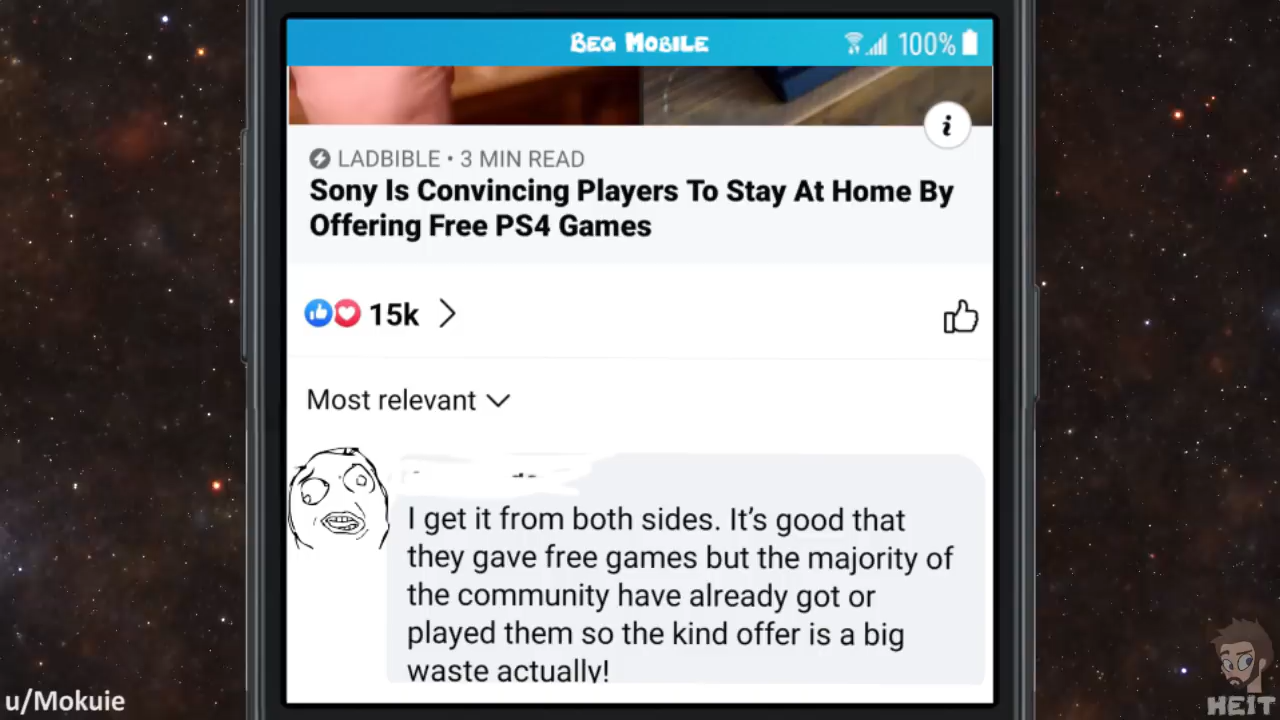 BEG MOBILE
100%
LADBIBLE • 3 MIN READ
Sony Is Convincing Players To Stay At Home By
Offering Free PS4 Games
15k
Most relevant
I get it from both sides. It's good that
they gave free games but the majority of
the community have already got or
played them so the kind offer is a big
waste actually!
u/Mokuie
HEIT